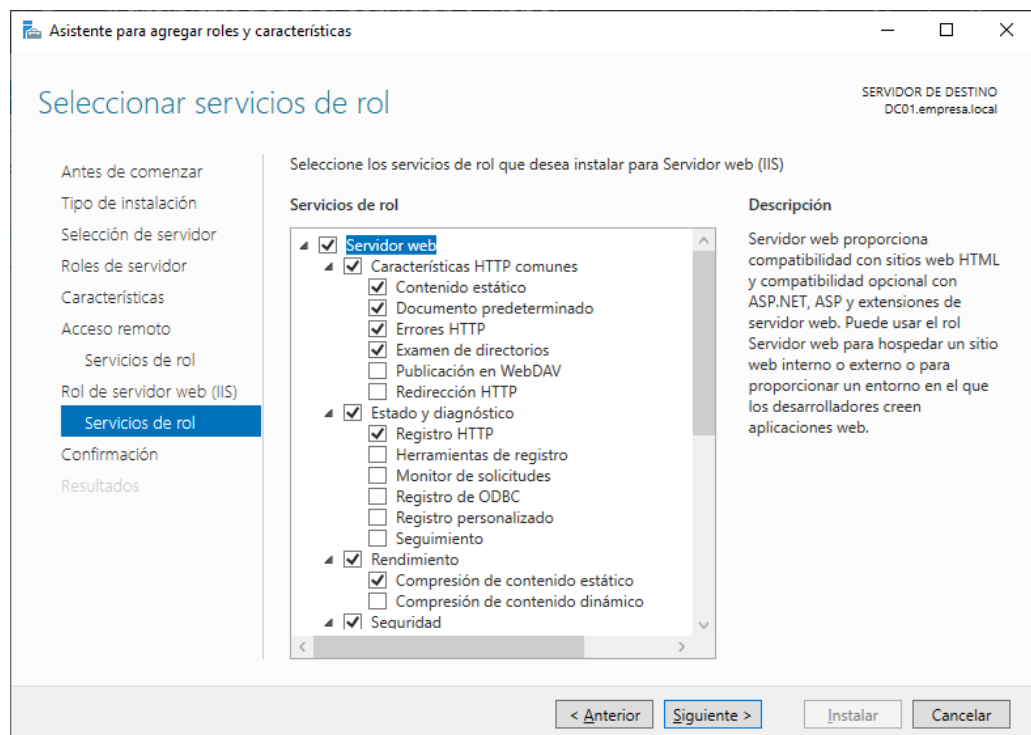 Asistente para agregar roles y características
Seleccionar servicios de rol
SERVIDOR DE DESTINO
DC01.empresa.local
Antes de comenzar
Tipo de instalación
Selección de servidor
Roles de servidor
Características
Acceso remoto
Servicios de rol
Rol de servidor web (IIS)
Servicios de rol
Confirmación
Resultados
Seleccione los servicios de rol que desea instalar para Servidor web (IIS)
Servicios de rol
Servidor web
Características HTTP comunes
Contenido estático
Documento predeterminado
Errores HTTP
Examen de directorios
Publicación en WebDAV
Redirección HTTP
Estado y diagnóstico
Registro HTTP
Herramientas de registro
Monitor de solicitudes
Registro de ODBC
Registro personalizado
Seguimiento
Rendimiento
Compresión de contenido estático
Compresión de contenido dinámico
Seguridad
Descripción
Servidor web proporciona
compatibilidad con sitios web HTML
y compatibilidad opcional con
ASP.NET, ASP y extensiones de
servidor web. Puede usar el rol
Servidor web para hospedar un sitio
web interno o externo o para
proporcionar un entorno en el que
los desarrolladores creen
aplicaciones web.
< Anterior
Siguiente >
Instalar
Cancelar